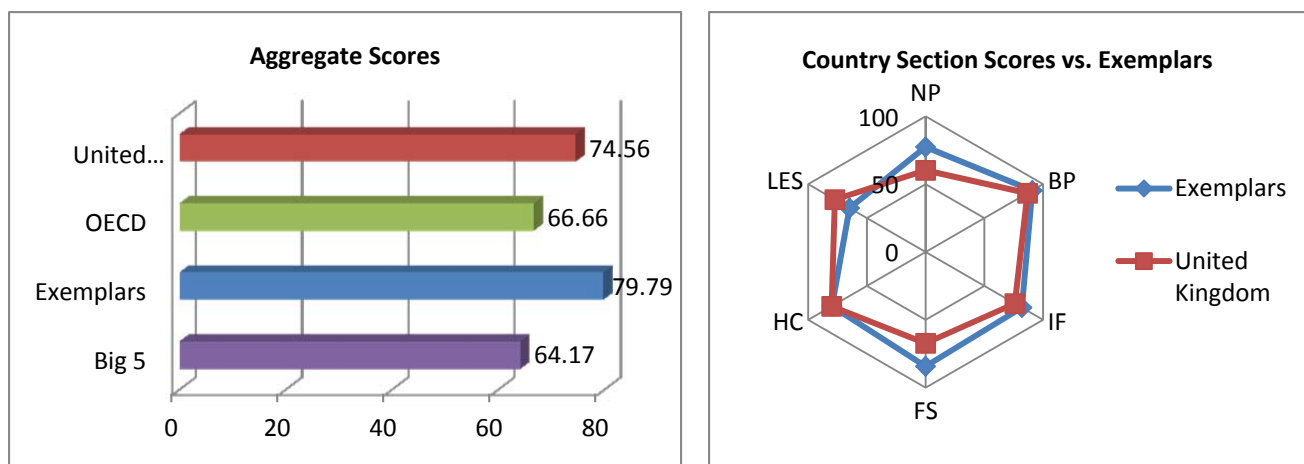 Aggregate Scores
United...
74.56
OECD
66.66
Exemplars
79.79
Big 5
64.17
0 20 40 60 80
Country Section Scores vs. Exemplars
NP
100
LES
50
BP
0
HC
IF
FS
Exemplars
United
Kingdom